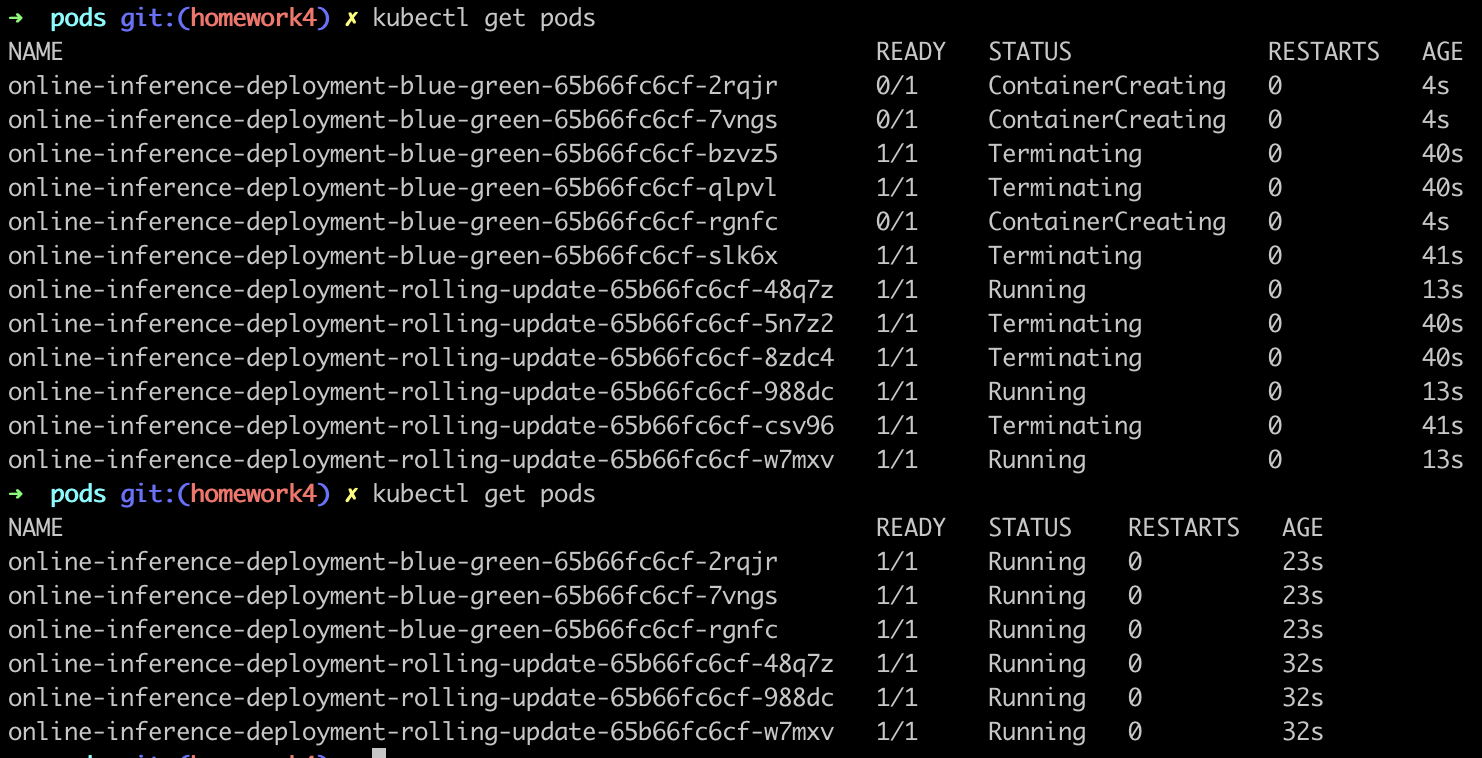 ➜  pods git:(homework4) ✗ kubectl get pods
NAME                                                          READY   STATUS              RESTARTS   AGE
online-inference-deployment-blue-green-65b66fc6cf-2rqjr       0/1     ContainerCreating   0          4s
online-inference-deployment-blue-green-65b66fc6cf-7vngs       0/1     ContainerCreating   0          4s
online-inference-deployment-blue-green-65b66fc6cf-bzvz5       1/1     Terminating         0          40s
online-inference-deployment-blue-green-65b66fc6cf-qlpvl       1/1     Terminating         0          40s
online-inference-deployment-blue-green-65b66fc6cf-rgnfc       0/1     ContainerCreating   0          4s
online-inference-deployment-blue-green-65b66fc6cf-slk6x       1/1     Terminating         0          41s
online-inference-deployment-rolling-update-65b66fc6cf-48q7z   1/1     Running             0          13s
online-inference-deployment-rolling-update-65b66fc6cf-5n7z2   1/1     Terminating         0          40s
online-inference-deployment-rolling-update-65b66fc6cf-8zdc4   1/1     Terminating         0          40s
online-inference-deployment-rolling-update-65b66fc6cf-988dc   1/1     Running             0          13s
online-inference-deployment-rolling-update-65b66fc6cf-csv96   1/1     Terminating         0          41s
online-inference-deployment-rolling-update-65b66fc6cf-w7mxv   1/1     Running             0          13s
➜  pods git:(homework4) ✗ kubectl get pods
NAME                                                          READY   STATUS    RESTARTS   AGE
online-inference-deployment-blue-green-65b66fc6cf-2rqjr       1/1     Running   0          23s
online-inference-deployment-blue-green-65b66fc6cf-7vngs       1/1     Running   0          23s
online-inference-deployment-blue-green-65b66fc6cf-rgnfc       1/1     Running   0          23s
online-inference-deployment-rolling-update-65b66fc6cf-48q7z   1/1     Running   0          32s
online-inference-deployment-rolling-update-65b66fc6cf-988dc   1/1     Running   0          32s
online-inference-deployment-rolling-update-65b66fc6cf-w7mxv   1/1     Running   0          32s